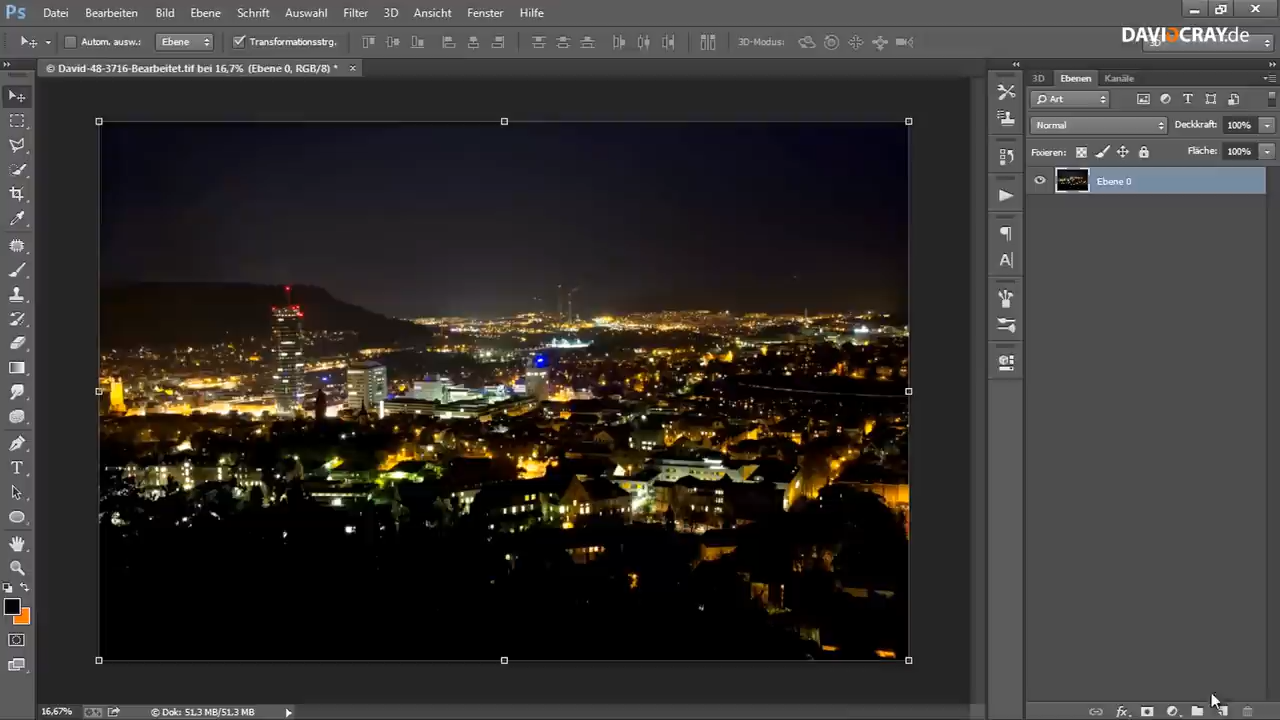 Ps Datei Bearbeiten Bild Ebene Schrift Auswahl Filter 3D Ansicht Fenster Hilfe
DAVIDCRAY.de
Autom. ausw.: Ebene Transformationsstrg. 3D-Modus: 3D
© David-48-3716-Bearbeitet.tif bei 16,7% (Ebene 0, RGB/8) *
3D Ebenen Kanäle
Art
Normal Deckkraft: 100%
Fixieren: Fläche: 100%
Ebene 0
16,67% © Dok: 51,3 MB/51,3 MB